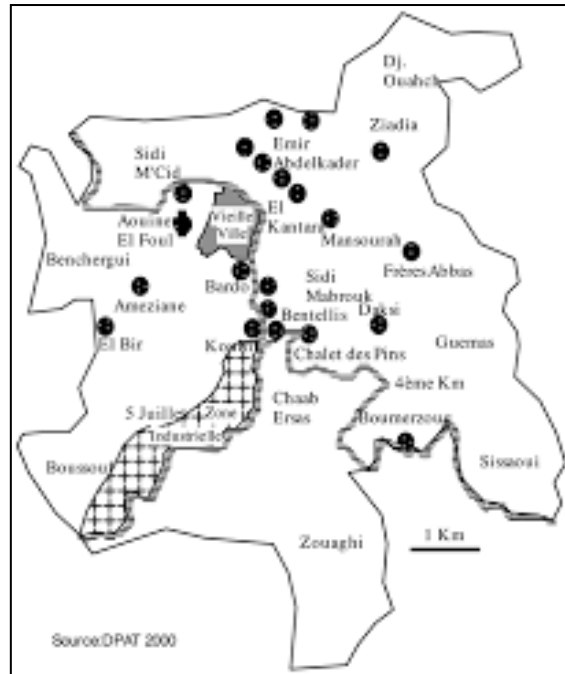 Dj.
Ouahch
Ziadia
Emir
Abdelkader
Sidi
M'Cid
El
Kantara
Vieille
Ville
Aouinet
El Foul
Mansourah
Benchergui
Frères Abbas
Sidi
Mabrouk
Bardo
Ameziane
Daksi
Bentellis
El Bir
Guemas
Chalet des Pins
4ème Km
Chaab
Ersas
5 Juillet
Zone
Industrielle
Boumerzoug
Boussouf
Sissaoui
Zouaghi
1 Km
Source:DPAT 2000